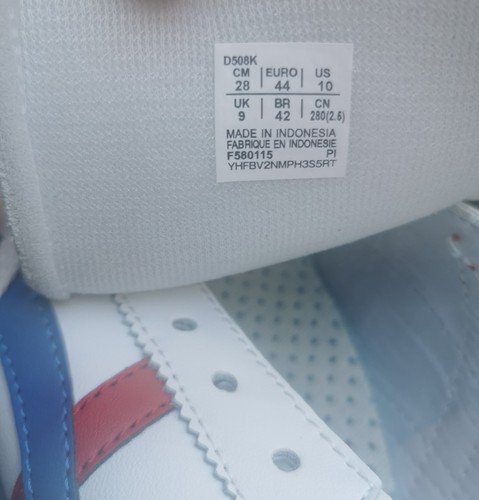 D508K
CM EURO US
28 44 10
UK BR CN
9 42 280(2.5)
MADE IN INDONESIA
FABRIQUE EN INDONESIE
F580115 PI
YHFBV2NMPH3S5RT